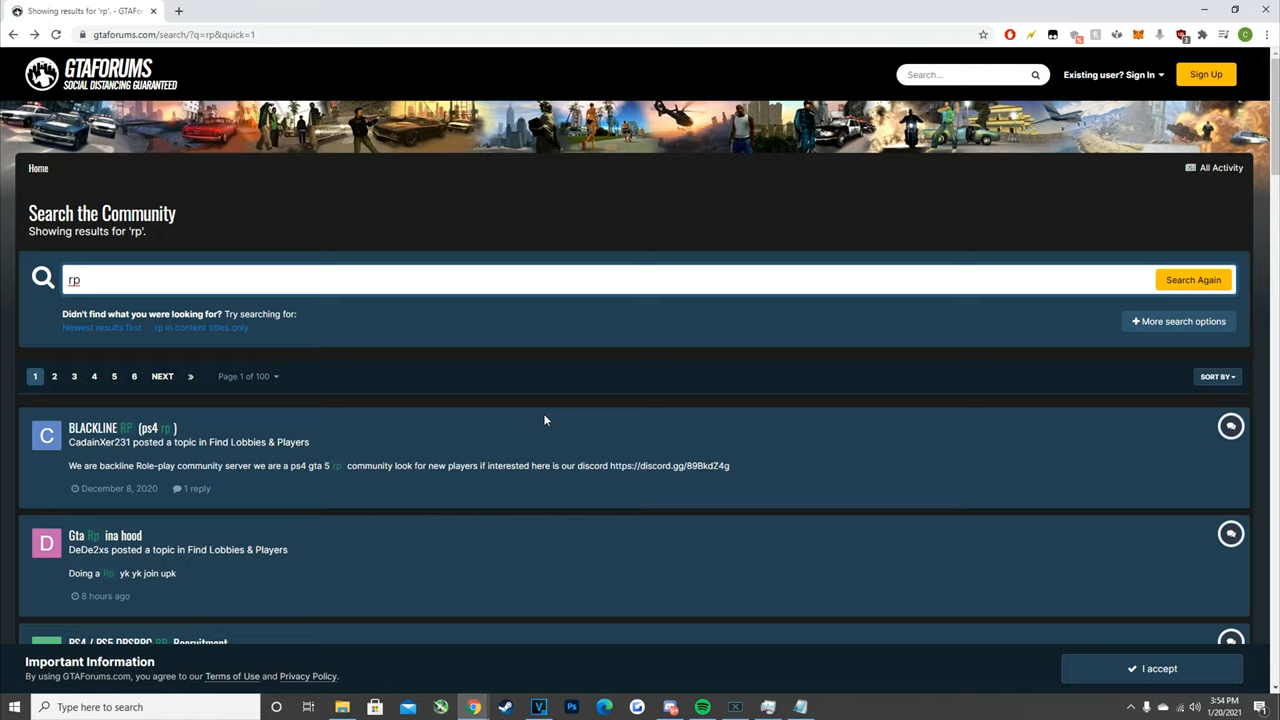 Showing results for 'rp'. - GTAFor
gtaforums.com/search/?q=rp&quick=1
GTAFORUMS
SOCIAL DISTANCING GUARANTEED
Search...
Existing user? Sign In
Sign Up
Home
All Activity
Search the Community
Showing results for 'rp'.
rp
Search Again
Didn't find what you were looking for? Try searching for:
Newest results first rp in content titles only
+ More search options
1 2 3 4 5 6 NEXT » Page 1 of 100
SORT BY
BLACKLINE RP (ps4 rp )
C
CadainXer231 posted a topic in Find Lobbies & Players
We are backline Role-play community server we are a ps4 gta 5 rp community look for new players if interested here is our discord https://discord.gg/89BkdZ4g
December 8, 2020 1 reply
Gta Rp ina hood
D
DeDe2xs posted a topic in Find Lobbies & Players
Doing a Rp yk yk join upk
8 hours ago
PS4 / PS5 DPSRPC RP Recruitment
Important Information
By using GTAForums.com, you agree to our Terms of Use and Privacy Policy.
I accept
Type here to search
3:54 PM
1/20/2021